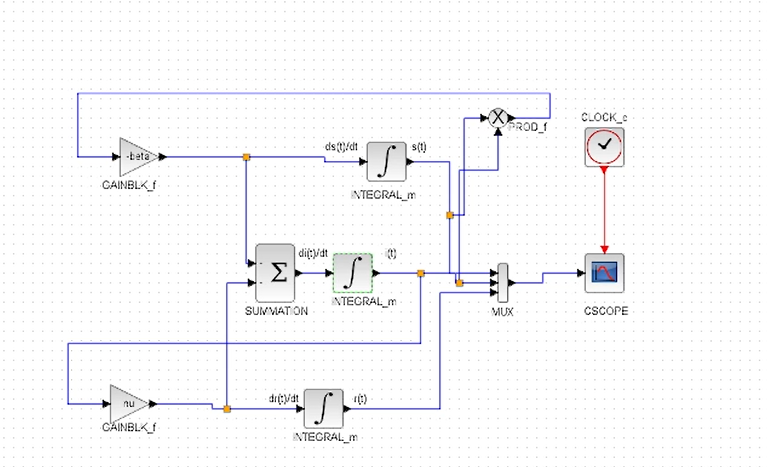 CLOCK_c
PROD_f
ds(t)/dt
s(t)
-beta
GAINBLK_f
INTEGRAL_m
di(t)/dt
i(t)
-
Σ
-
∫
∫
SUMMATION
INTEGRAL_m
MUX
CSCOPE
nu
GAINBLK_f
dr(t)/dt
r(t)
∫
INTEGRAL_m